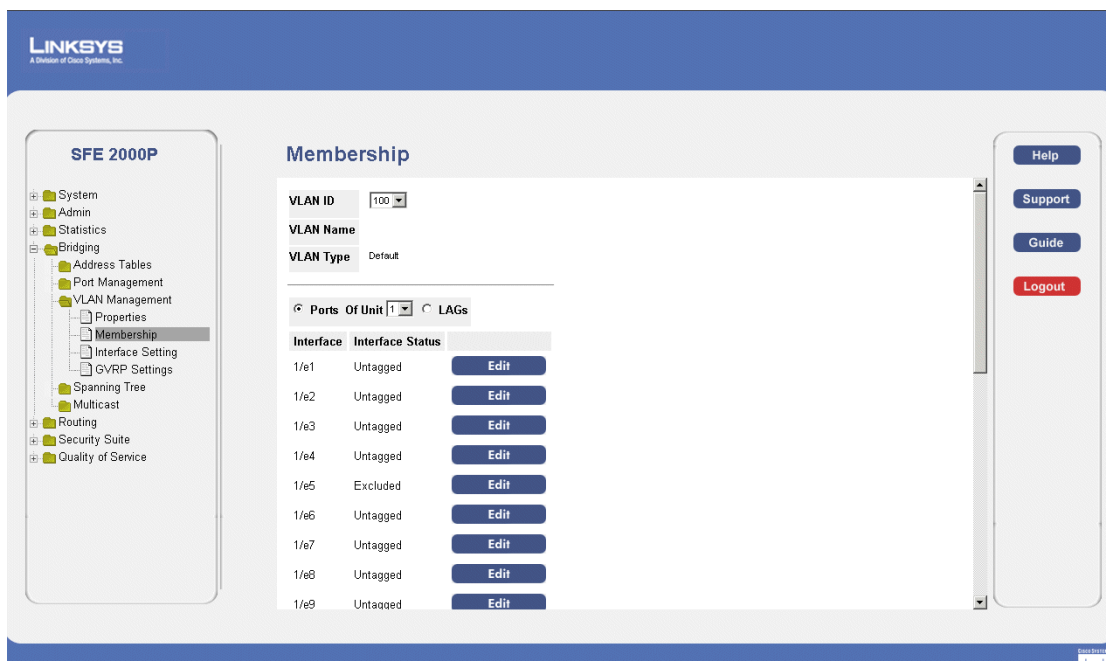 LINKSYS
A Division of Cisco Systems, Inc.
SFE 2000P
System
Admin
Statistics
Bridging
Address Tables
Port Management
VLAN Management
Properties
Membership
Interface Setting
GVRP Settings
Spanning Tree
Multicast
Routing
Security Suite
Quality of Service
Membership
VLAN ID 100
VLAN Name
VLAN Type Default
Ports Of Unit 1 LAGs
Interface Interface Status
1/e1 Untagged Edit
1/e2 Untagged Edit
1/e3 Untagged Edit
1/e4 Untagged Edit
1/e5 Excluded Edit
1/e6 Untagged Edit
1/e7 Untagged Edit
1/e8 Untagged Edit
1/e9 Untagged Edit
Help
Support
Guide
Logout